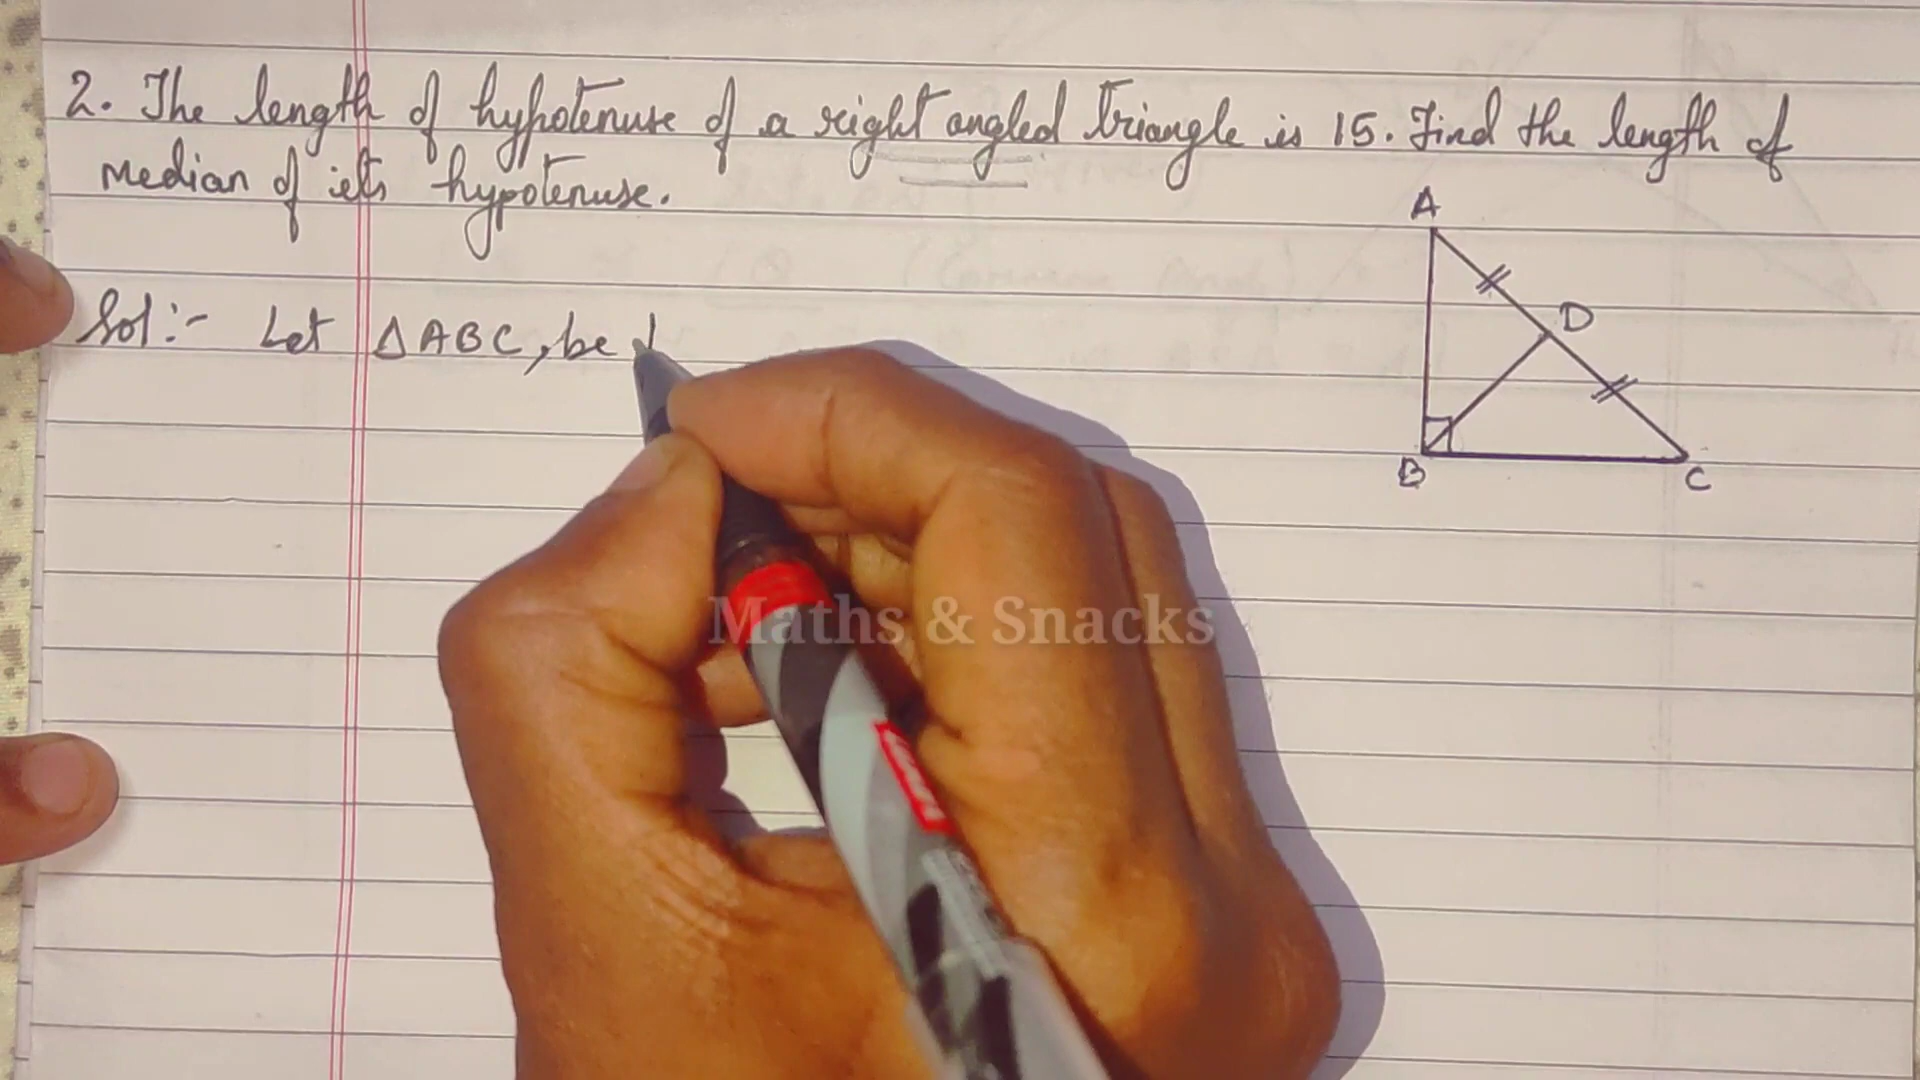 2. The length of hypotenuse of a right angled triangle is 15. Find the length of
median of its hypotenuse.
A
Sol:- Let △ABC, be
D
B
C
Maths & Snacks